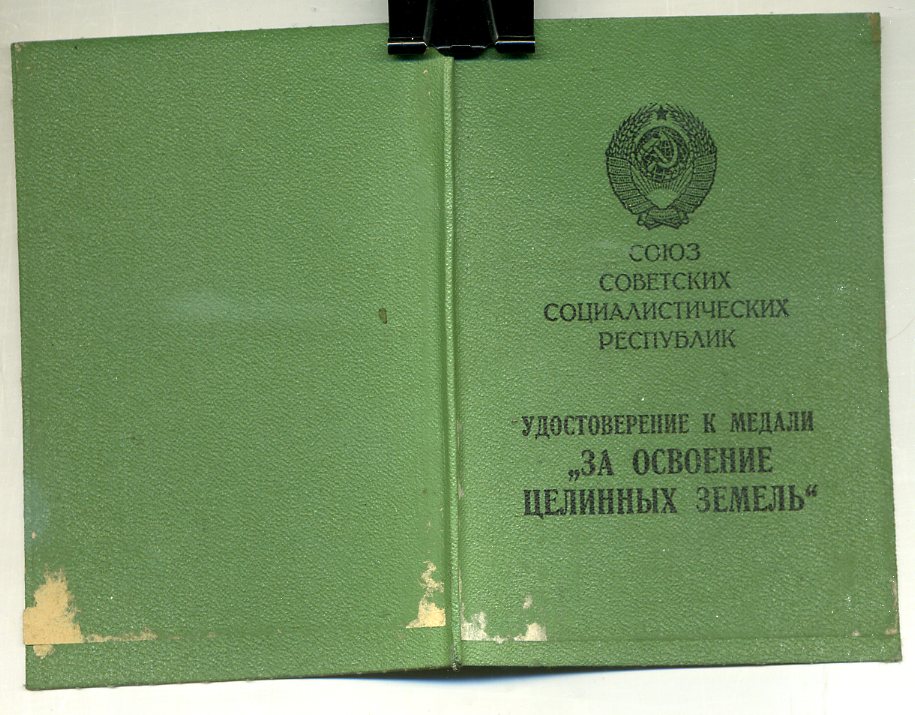 СОЮЗ
СОВЕТСКИХ
СОЦИАЛИСТИЧЕСКИХ
РЕСПУБЛИК
УДОСТОВЕРЕНИЕ К МЕДАЛИ
„ЗА ОСВОЕНИЕ
ЦЕЛИННЫХ ЗЕМЕЛЬ“